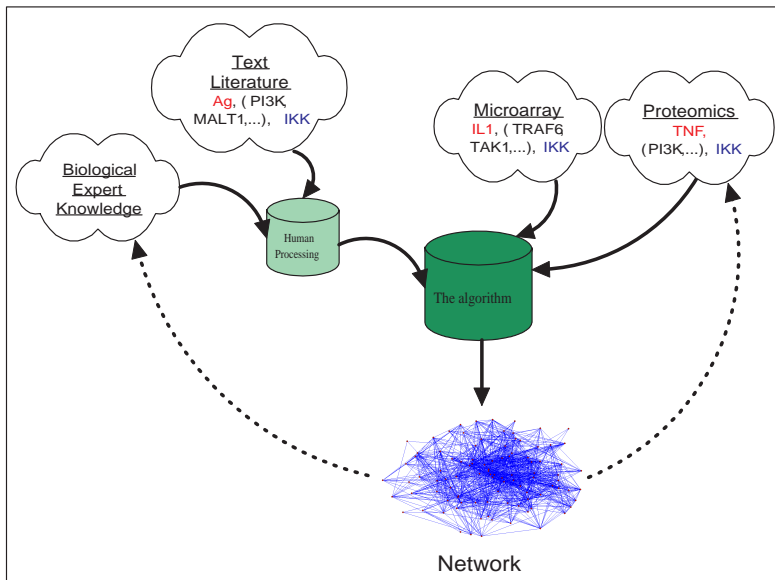 Text
Literature
Ag, ( PI3K,
MALT1,...), IKK
Microarray
IL1, ( TRAF6,
TAK1,...), IKK
Proteomics
TNF,
(PI3K,...), IKK
Biological
Expert
Knowledge
Human
Processing
The algorithm
Network